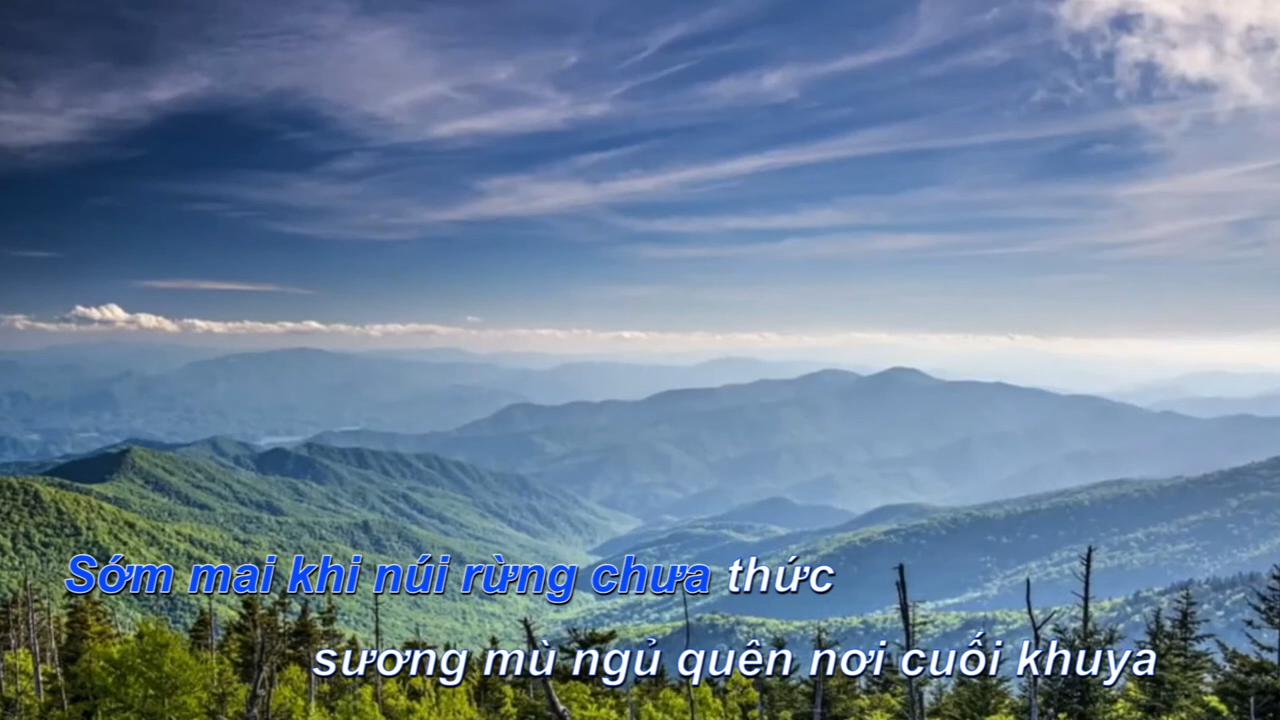 Sớm mai khi núi rừng chưa thức
sương mù ngủ quên nơi cuối khuya